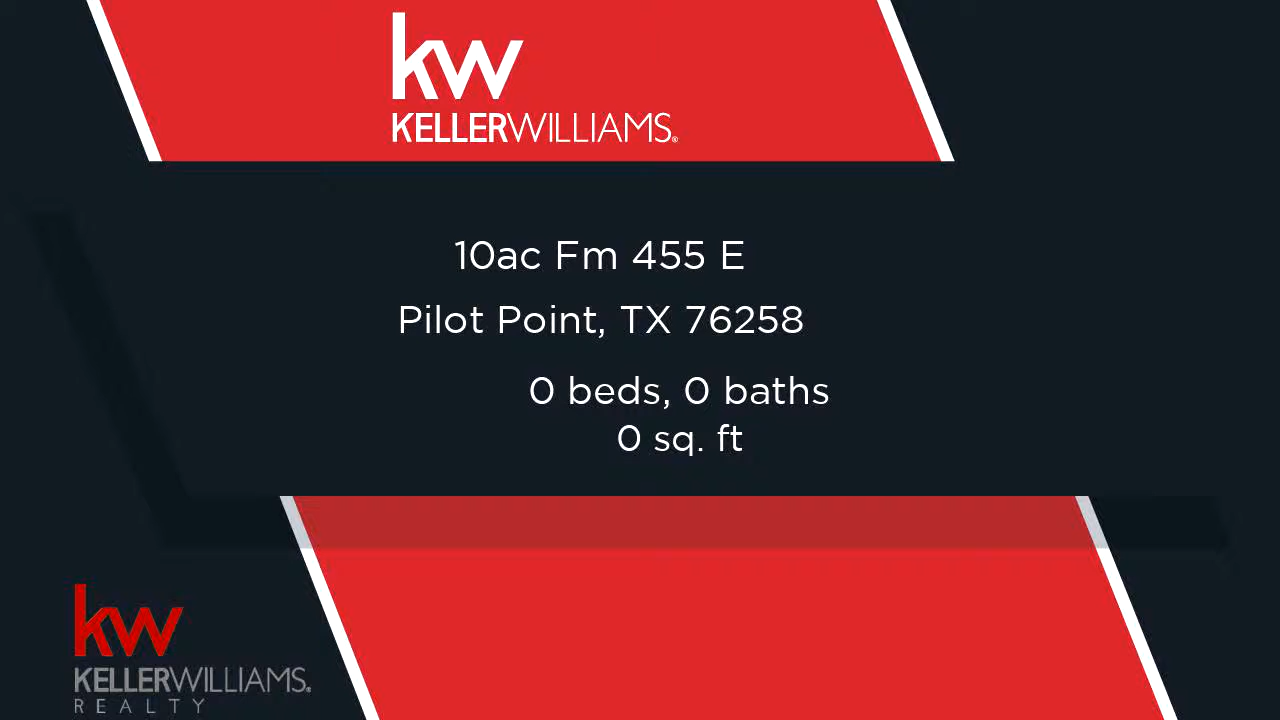 kw
KELLERWILLIAMS.
10ac Fm 455 E
Pilot Point, TX 76258
0 beds, 0 baths
0 sq. ft
kw
KELLERWILLIAMS.
REALTY